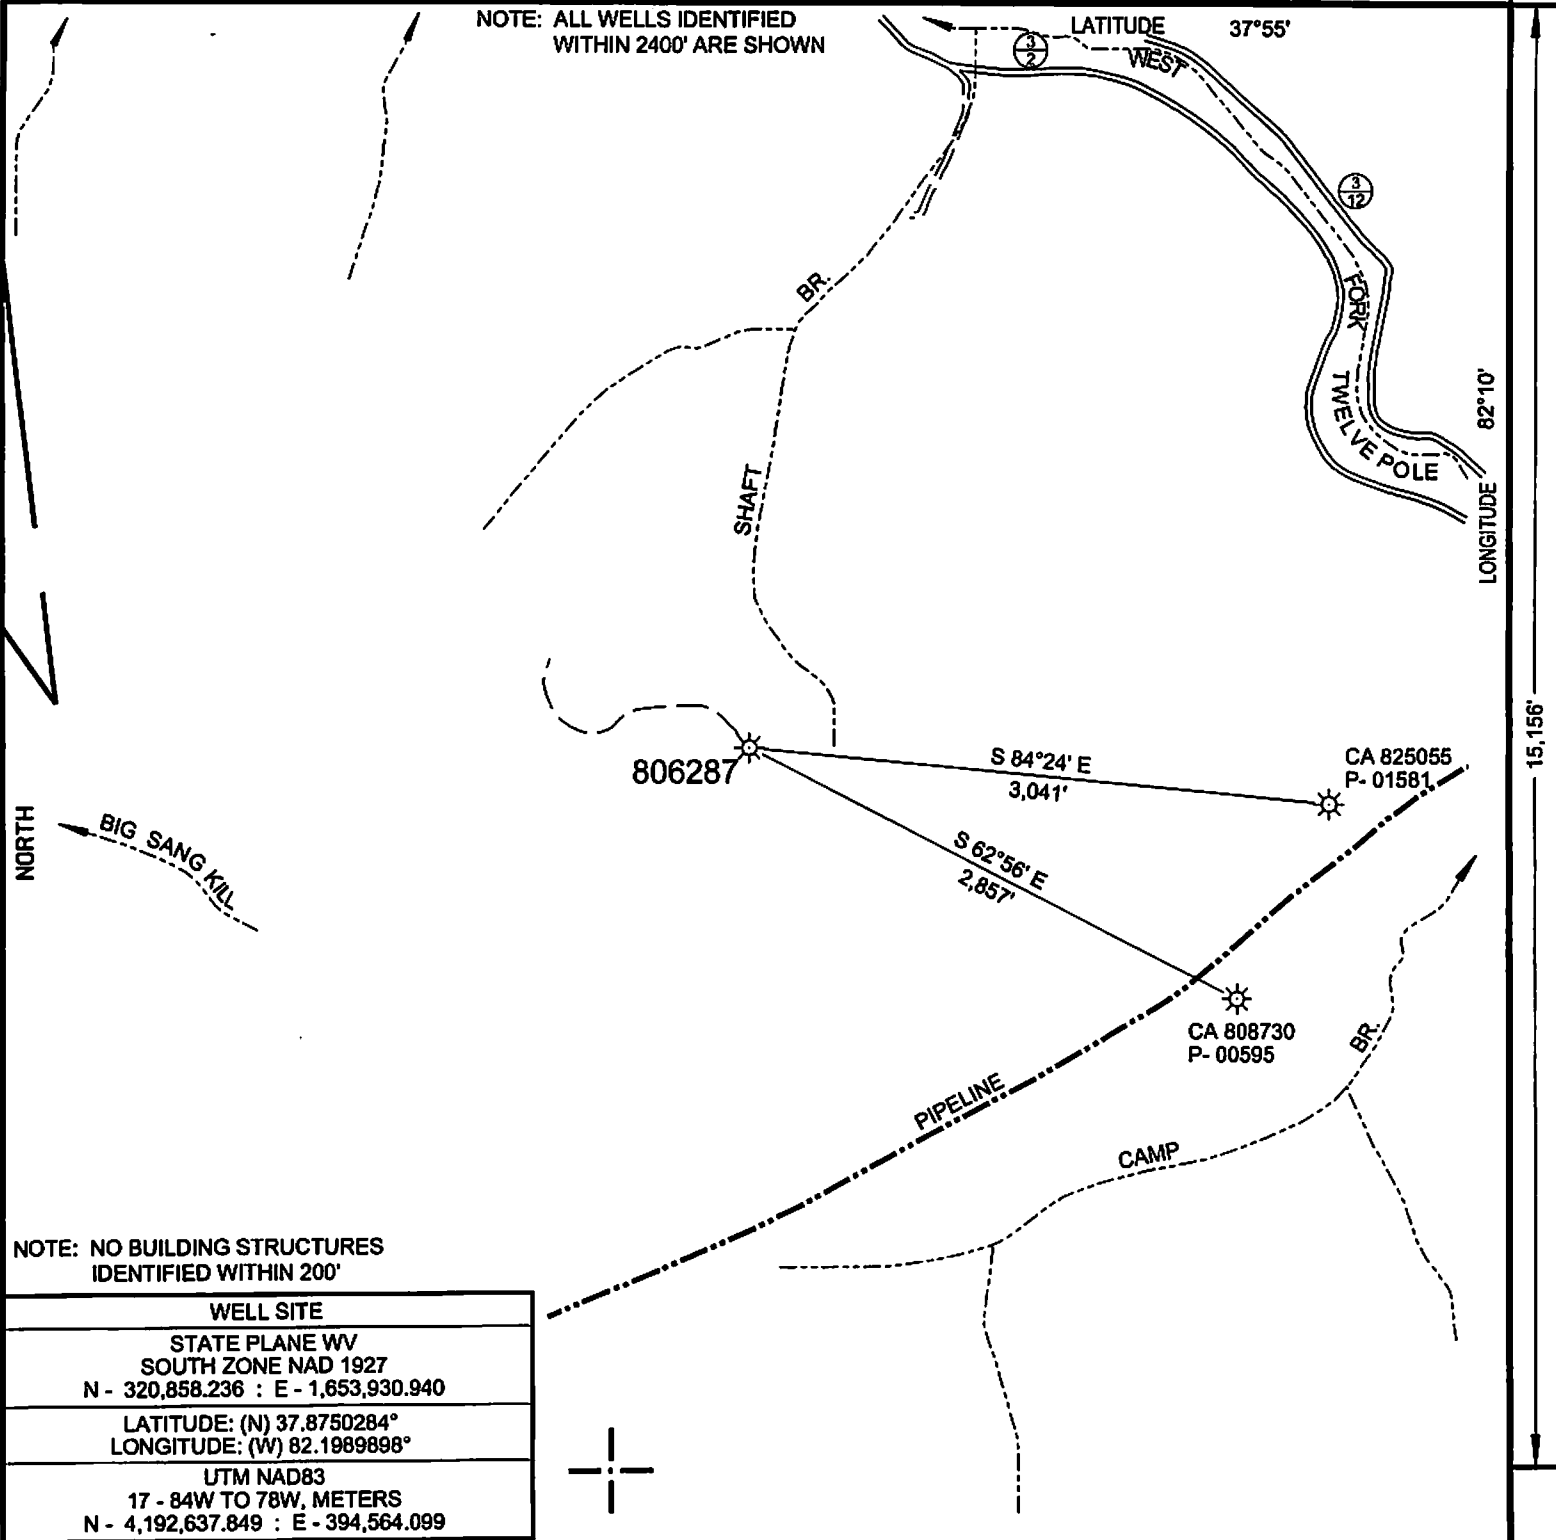 NOTE: ALL WELLS IDENTIFIED
WITHIN 2400' ARE SHOWN
LATITUDE 37°55'
3
2
WEST
3
12
BR.
FORK
TWELVE POLE
82°10'
LONGITUDE
SHAFT
15,156'
806287
S 84°24' E
3,041'
CA 825055
P- 01581
NORTH
BIG SANG KILL
S 62°56' E
2,857'
CA 808730
P- 00595
BR.
PIPELINE
CAMP
NOTE: NO BUILDING STRUCTURES
IDENTIFIED WITHIN 200'
WELL SITE
STATE PLANE WV
SOUTH ZONE NAD 1927
N - 320,858.236 : E - 1,653,930.940
LATITUDE: (N) 37.8750284°
LONGITUDE: (W) 82.1989898°
UTM NAD83
17 - 84W TO 78W, METERS
N - 4,192,637.849 : E - 394,564.099